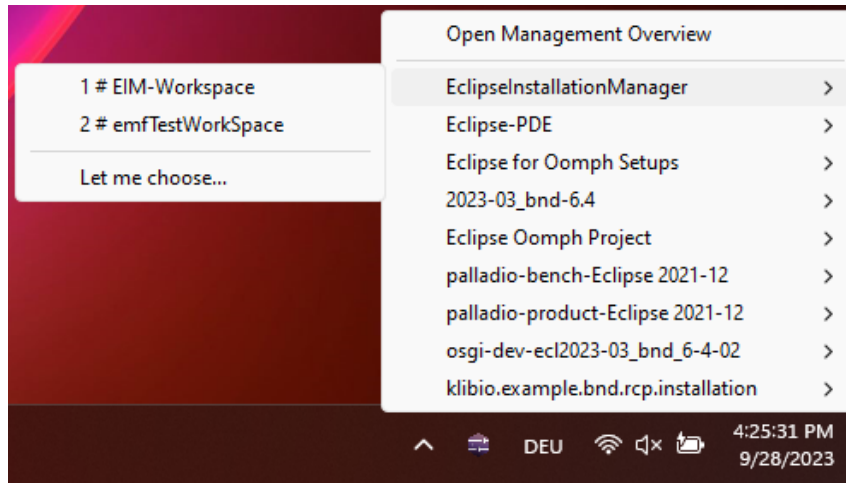 Open Management Overview
EclipseInstallationManager
Eclipse-PDE
Eclipse for Oomph Setups
2023-03_bnd-6.4
Eclipse Oomph Project
palladio-bench-Eclipse 2021-12
palladio-product-Eclipse 2021-12
osgi-dev-ecl2023-03_bnd_6-4-02
klibio.example.bnd.rcp.installation
1 # EIM-Workspace
2 # emfTestWorkSpace
Let me choose...
DEU
4:25:31 PM
9/28/2023